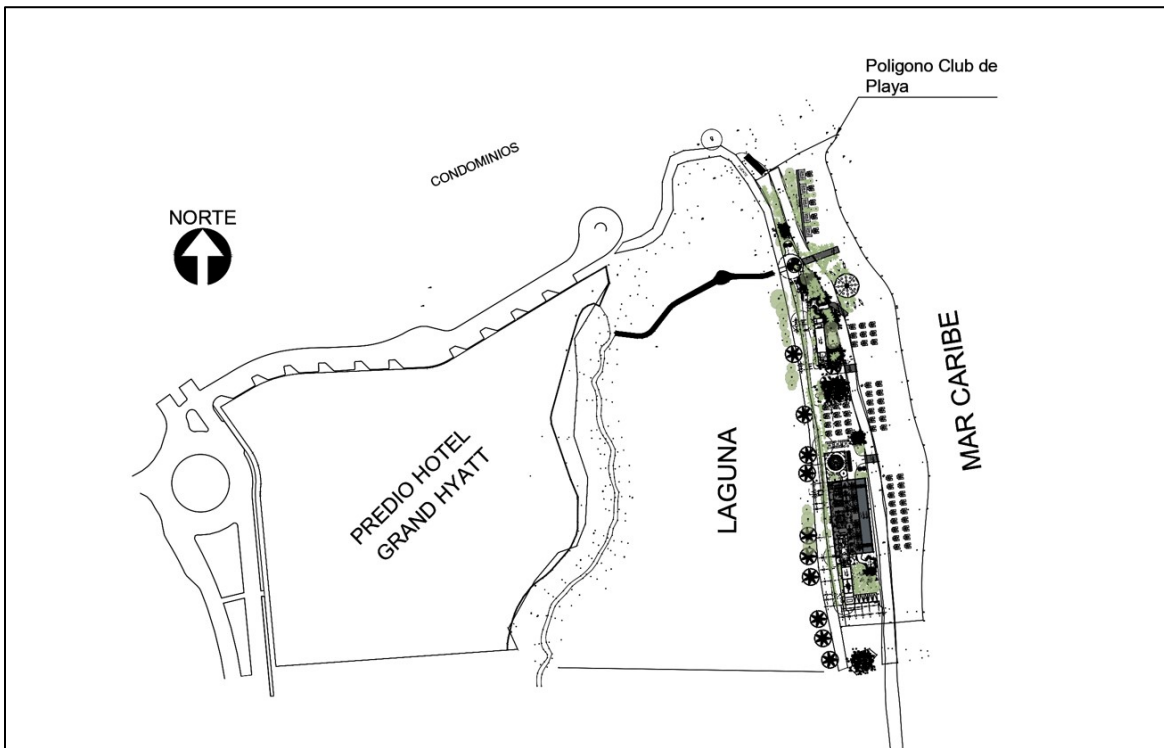 Poligono Club de
Playa
CONDOMINIOS
NORTE
MAR CARIBE
LAGUNA
PREDIO HOTEL
GRAND HYATT